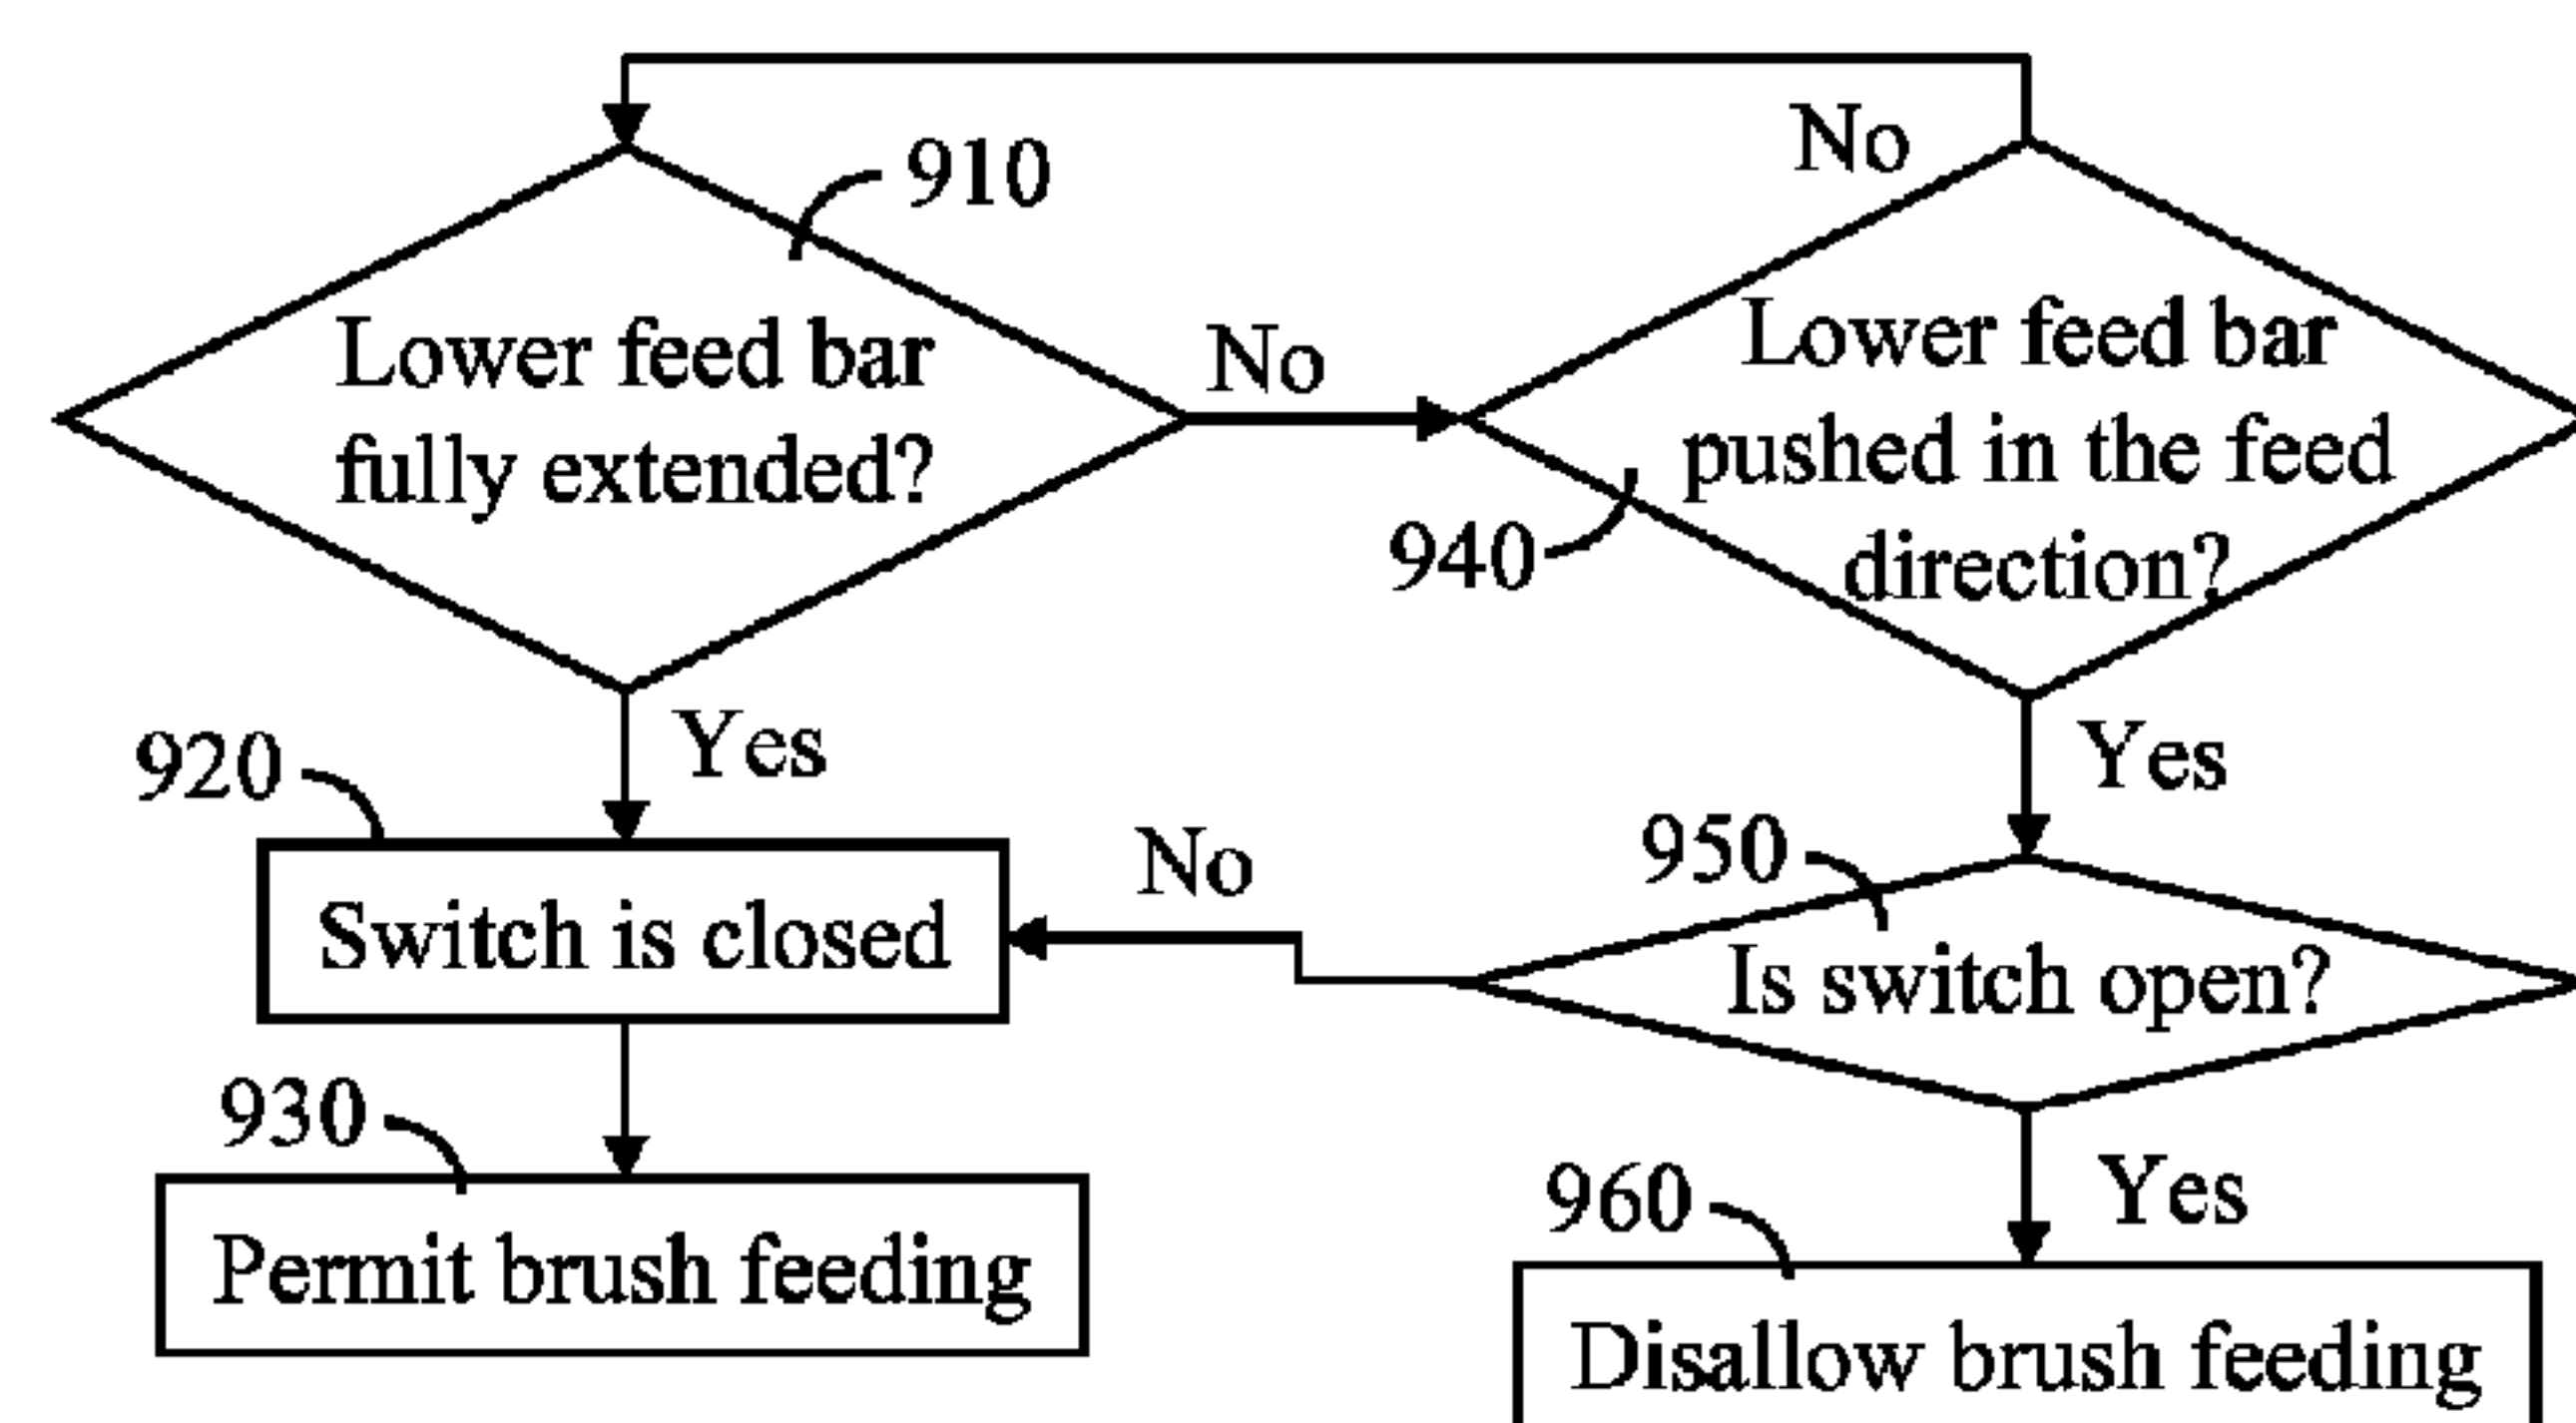 No
910
Lower feed bar
fully extended?
No
Lower feed bar
pushed in the feed
direction?
940
Yes
Yes
920
Switch is closed
No
950
Is switch open?
930
Permit brush feeding
Yes
960
Disallow brush feeding